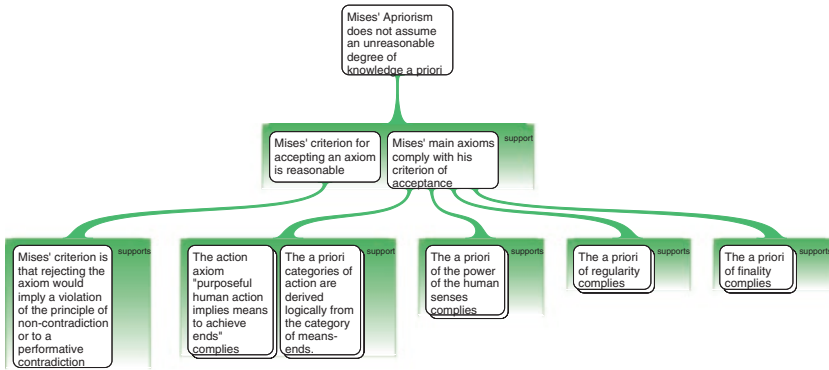 Mises' Apriorism
does not assume
an unreasonable
degree of
knowledge a priori
support
Mises' criterion for
accepting an axiom
is reasonable
Mises' main axioms
comply with his
criterion of
acceptance
supports
Mises' criterion is
that rejecting the
axiom would
imply a violation
of the principle of
non-contradiction
or to a
performative
contradiction
support
The action
axiom
"purposeful
human action
implies means
to achieve
ends"
complies
The a priori
categories of
action are
derived
logically from
the category
of means-
ends.
supports
The a priori
of the power
of the human
senses
complies
supports
The a priori
of regularity
complies
supports
The a priori
of finality
complies